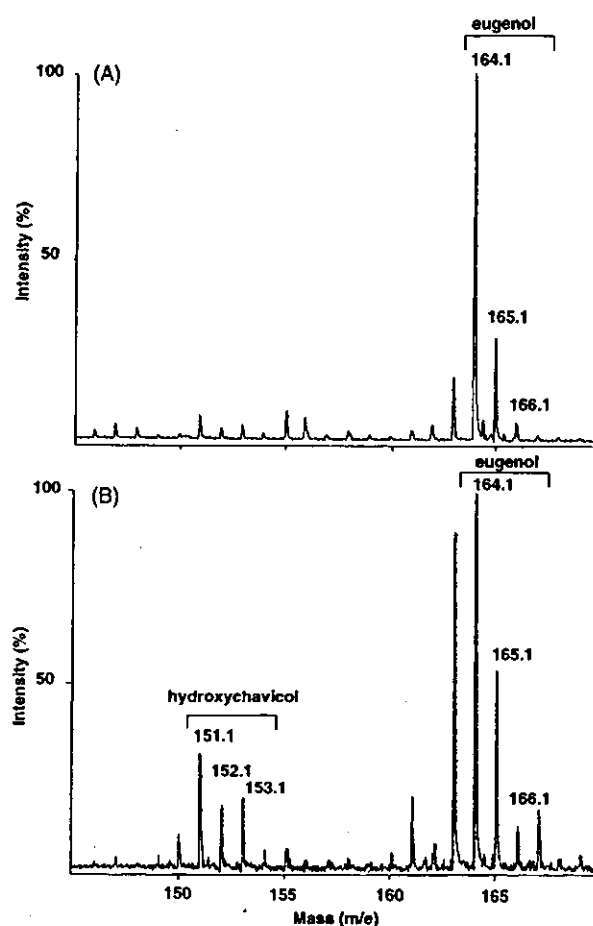 eugenol
100
(A)
164.1
Intensity (%)
50
165.1
166.1
100
(B)
eugenol
164.1
Intensity (%)
50
hydroxychavicol
151.1
152.1
153.1
165.1
166.1
150
155
160
165
Mass (m/e)